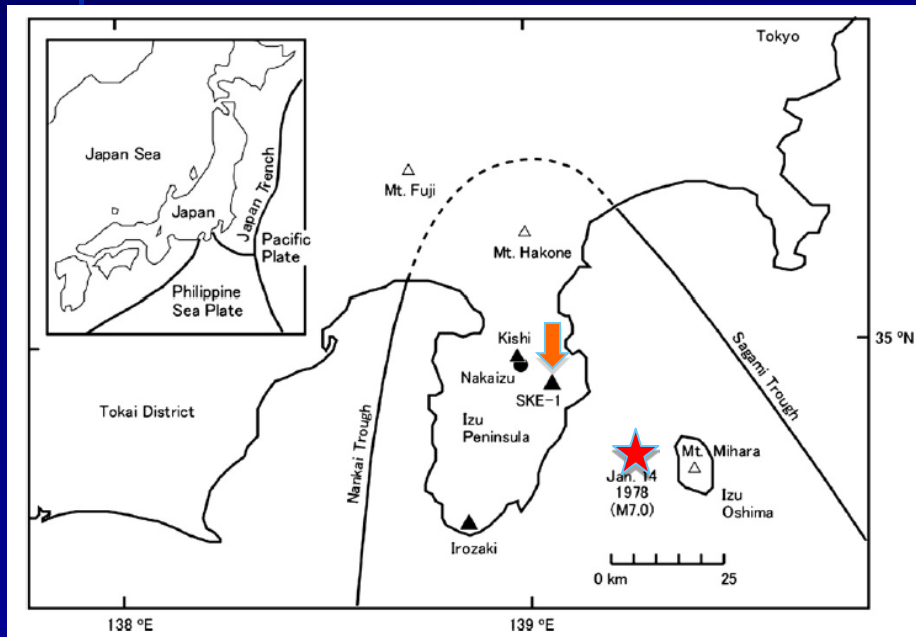 Tokyo
Japan Sea
Japan
Japan Trench
Pacific
Plate
Philippine
Sea Plate
Mt. Fuji
Mt. Hakone
Kishi
Nakaizu
SKE-1
35 °N
Sagami Trough
Tokai District
Izu
Peninsula
Nankai Trough
Mt. Mihara
Jan. 14
1978
(M7.0)
Izu
Oshima
Irozaki
0 km 25
138 °E
139 °E